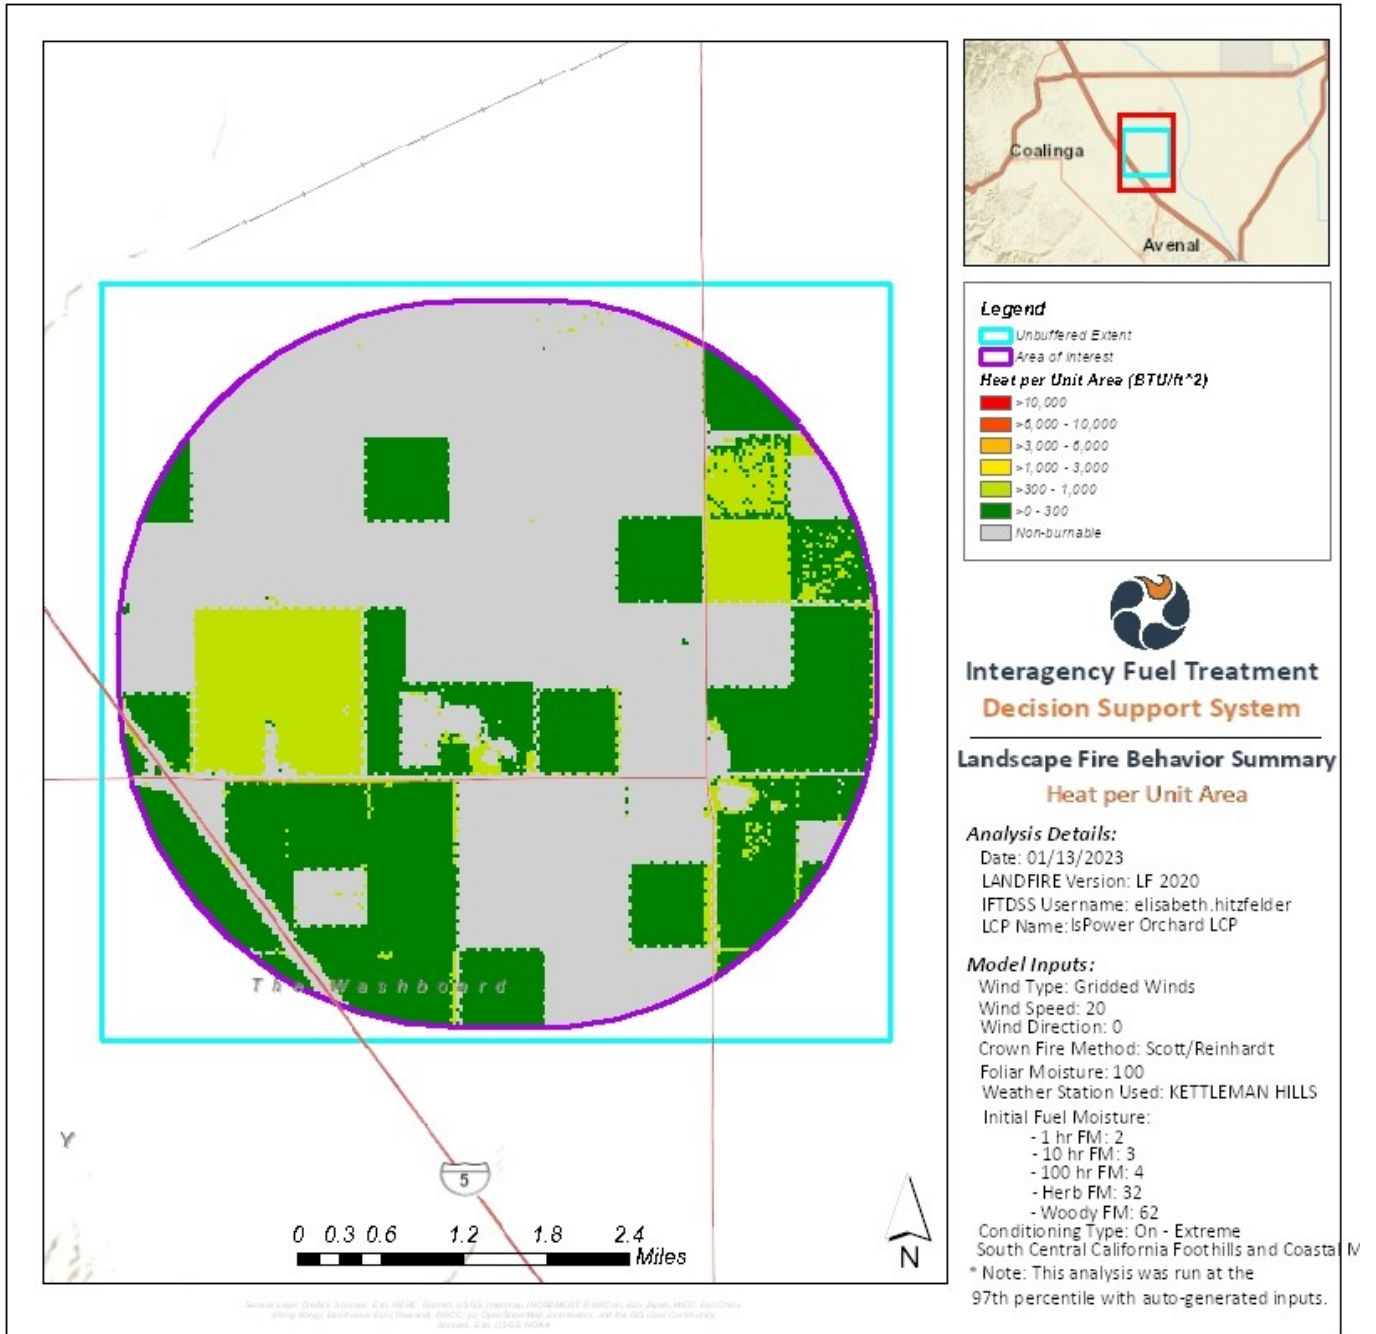 Coalinga
Avenal
Legend
Unbuffered Extent
Area of Interest
Heat per Unit Area (BTU/ft^2)
>10,000
>6,000 - 10,000
>3,000 - 6,000
>1,000 - 3,000
>300 - 1,000
>0 - 300
Non-burnable
Interagency Fuel Treatment
Decision Support System
Landscape Fire Behavior Summary
Heat per Unit Area
Analysis Details:
Date: 01/13/2023
LANDFIRE Version: LF 2020
IFTDSS Username: elisabeth.hitzfelder
LCP Name: IsPower Orchard LCP
Model Inputs:
Wind Type: Gridded Winds
Wind Speed: 20
Wind Direction: 0
Crown Fire Method: Scott/Reinhardt
Foliar Moisture: 100
Weather Station Used: KETTLEMAN HILLS
Initial Fuel Moisture:
- 1 hr FM: 2
- 10 hr FM: 3
- 100 hr FM: 4
- Herb FM: 32
- Woody FM: 62
Conditioning Type: On - Extreme
South Central California Foothills and Coastal M
* Note: This analysis was run at the
97th percentile with auto-generated inputs.
The Washboard
Y
5
0 0.3 0.6 1.2 1.8 2.4
Miles
N